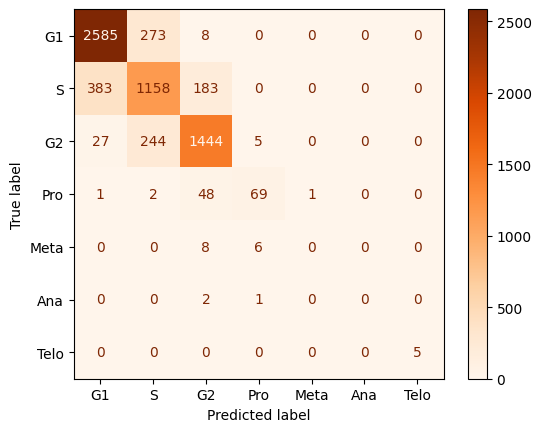 G1 2585 273 8 0 0 0 0
S 383 1158 183 0 0 0 0
G2 27 244 1444 5 0 0 0
Pro 1 2 48 69 1 0 0
Meta 0 0 8 6 0 0 0
Ana 0 0 2 1 0 0 0
Telo 0 0 0 0 0 0 5
G1 S G2 Pro Meta Ana Telo
Predicted label
True label
2500
2000
1500
1000
500
0